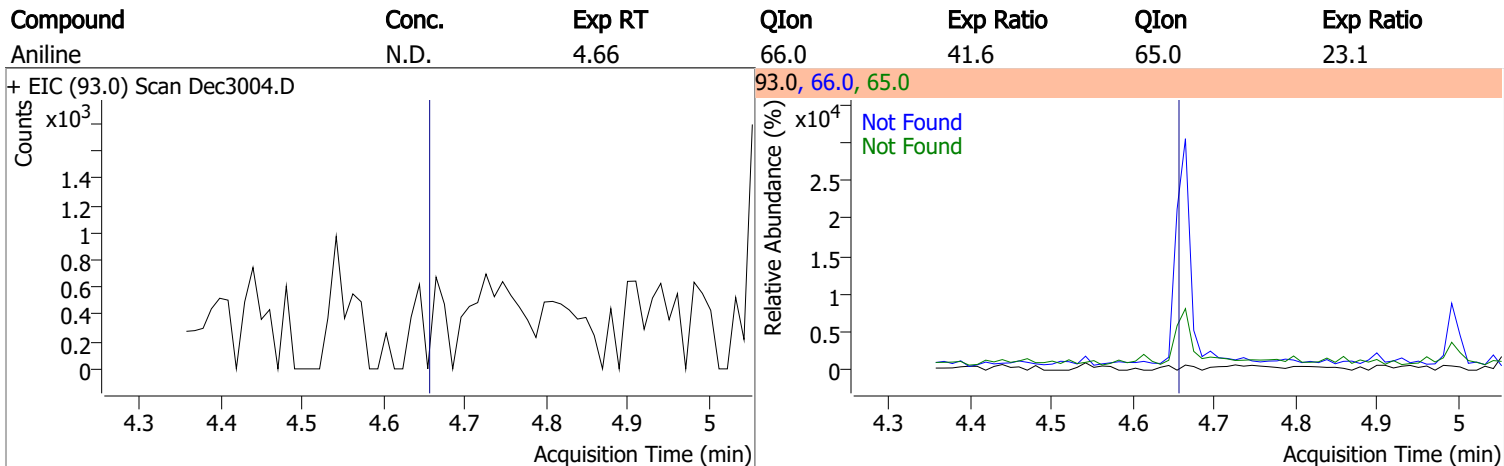 Compound Conc. Exp RT QIon Exp Ratio QIon Exp Ratio
Aniline N.D. 4.66 66.0 41.6 65.0 23.1
+ EIC (93.0) Scan Dec3004.D
Counts
x10³
1.4
1.2
1
0.8
0.6
0.4
0.2
0
4.3 4.4 4.5 4.6 4.7 4.8 4.9 5
Acquisition Time (min)
93.0, 66.0, 65.0
Relative Abundance (%)
x10⁴
Not Found
Not Found
2.5
2
1.5
1
0.5
0
4.3 4.4 4.5 4.6 4.7 4.8 4.9 5
Acquisition Time (min)